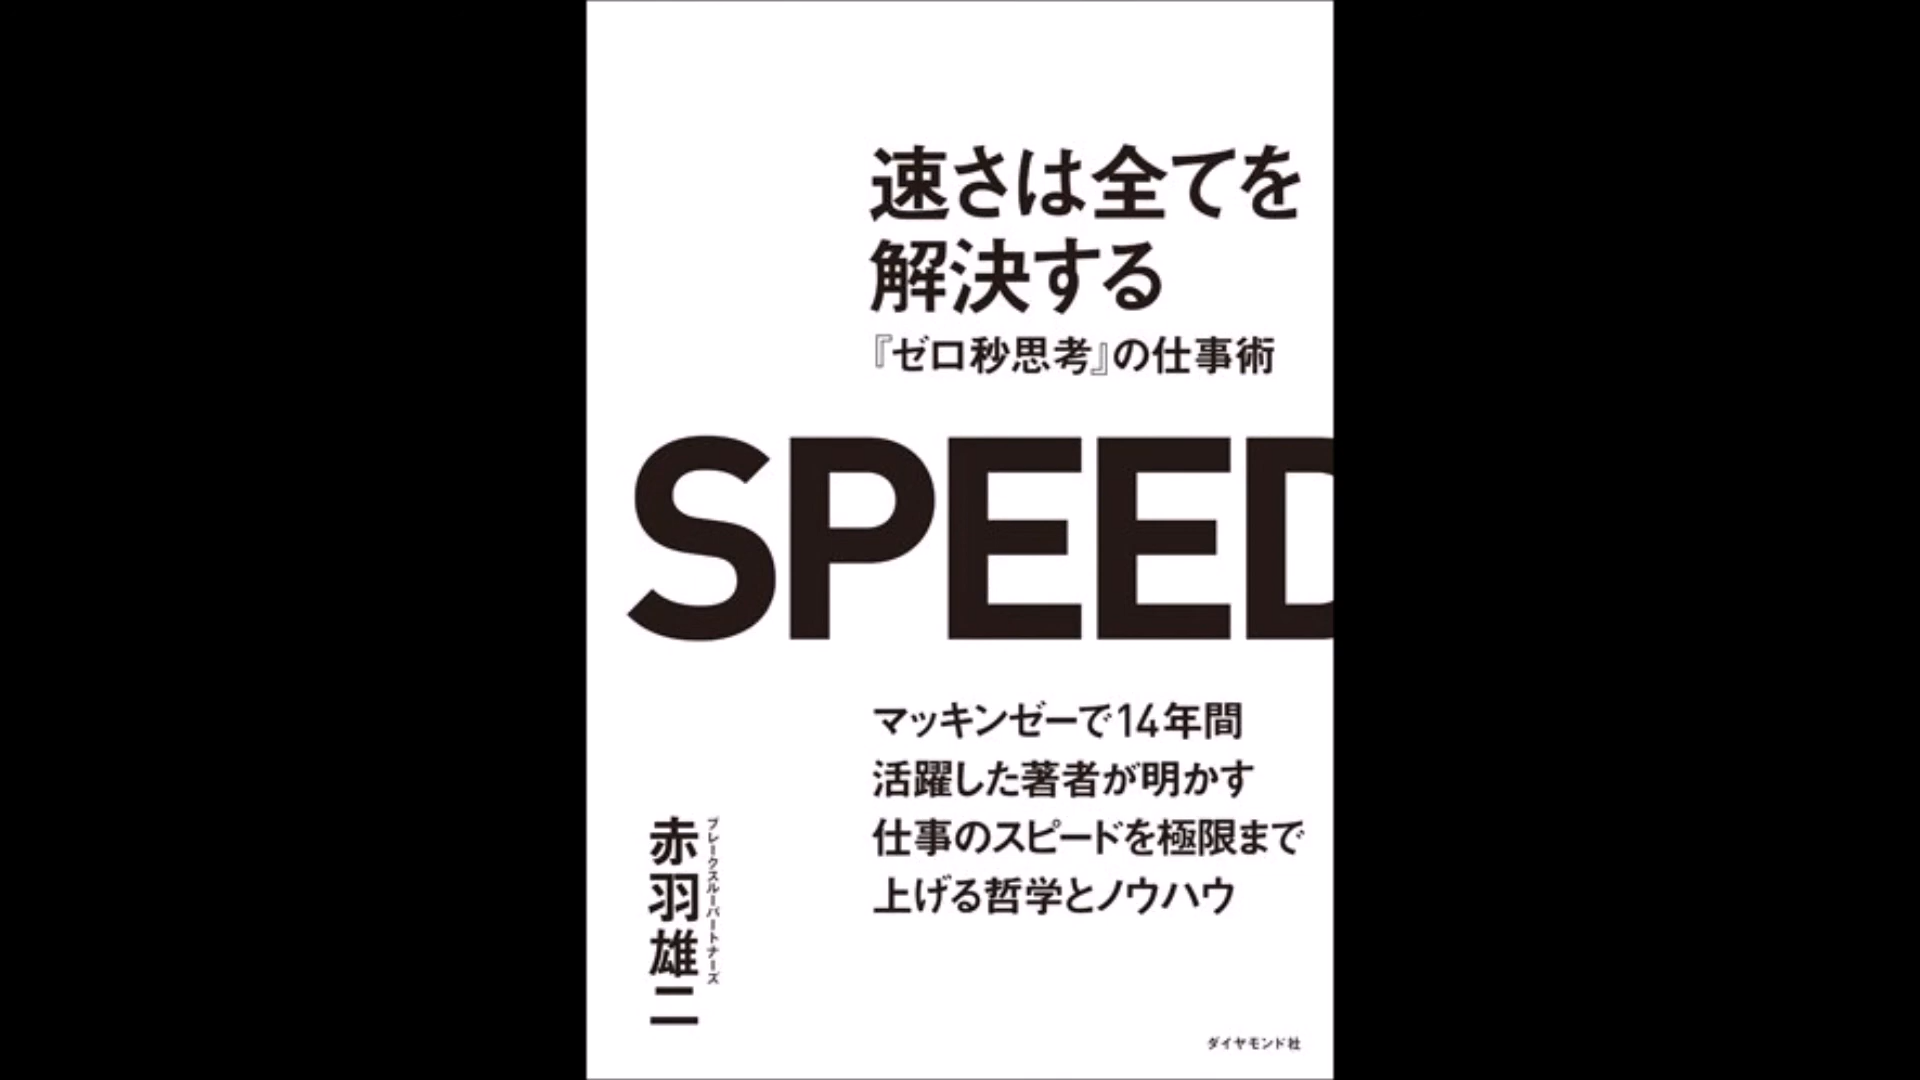 速さは全てを
解決する
『ゼロ秒思考』の仕事術
SPEED
マッキンゼーで14年間
活躍した著者が明かす
仕事のスピードを極限まで
上げる哲学とノウハウ
ブレークスルーパートナーズ
赤羽雄二
ダイヤモンド社